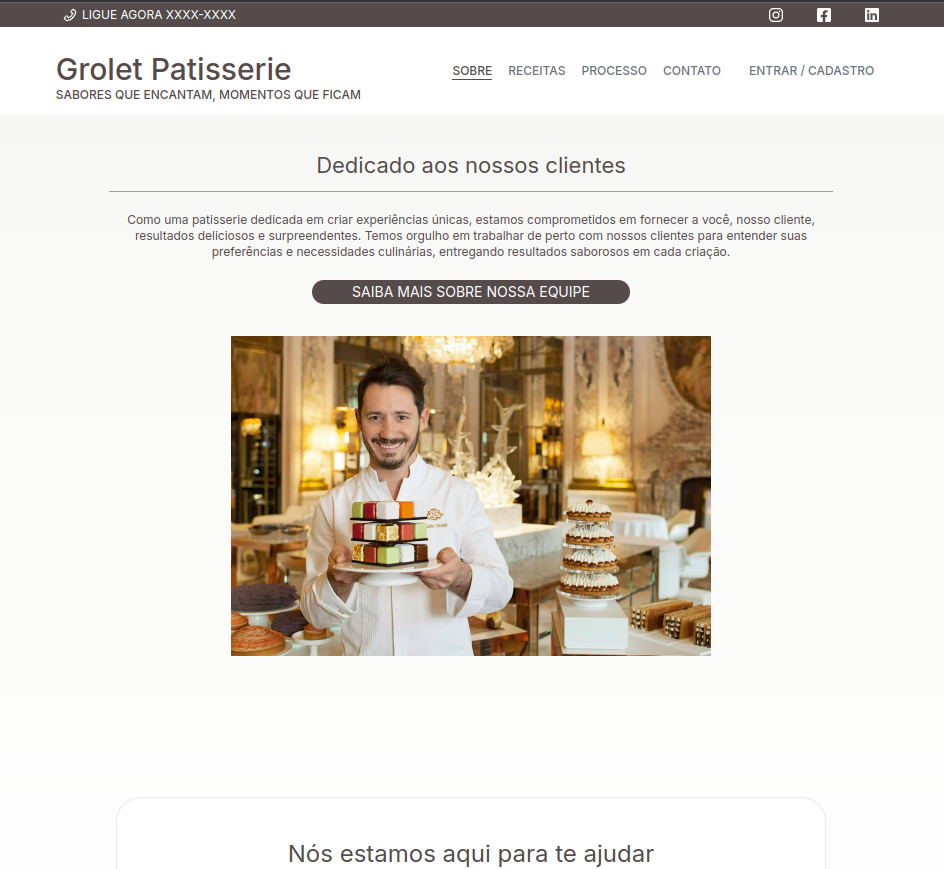 LIGUE AGORA XXXX-XXXX
Grolet Patisserie
SABORES QUE ENCANTAM, MOMENTOS QUE FICAM
SOBRE RECEITAS PROCESSO CONTATO ENTRAR / CADASTRO
Dedicado aos nossos clientes
Como uma patisserie dedicada em criar experiências únicas, estamos comprometidos em fornecer a você, nosso cliente,
resultados deliciosos e surpreendentes. Temos orgulho em trabalhar de perto com nossos clientes para entender suas
preferências e necessidades culinárias, entregando resultados saborosos em cada criação.
SAIBA MAIS SOBRE NOSSA EQUIPE
Nós estamos aqui para te ajudar